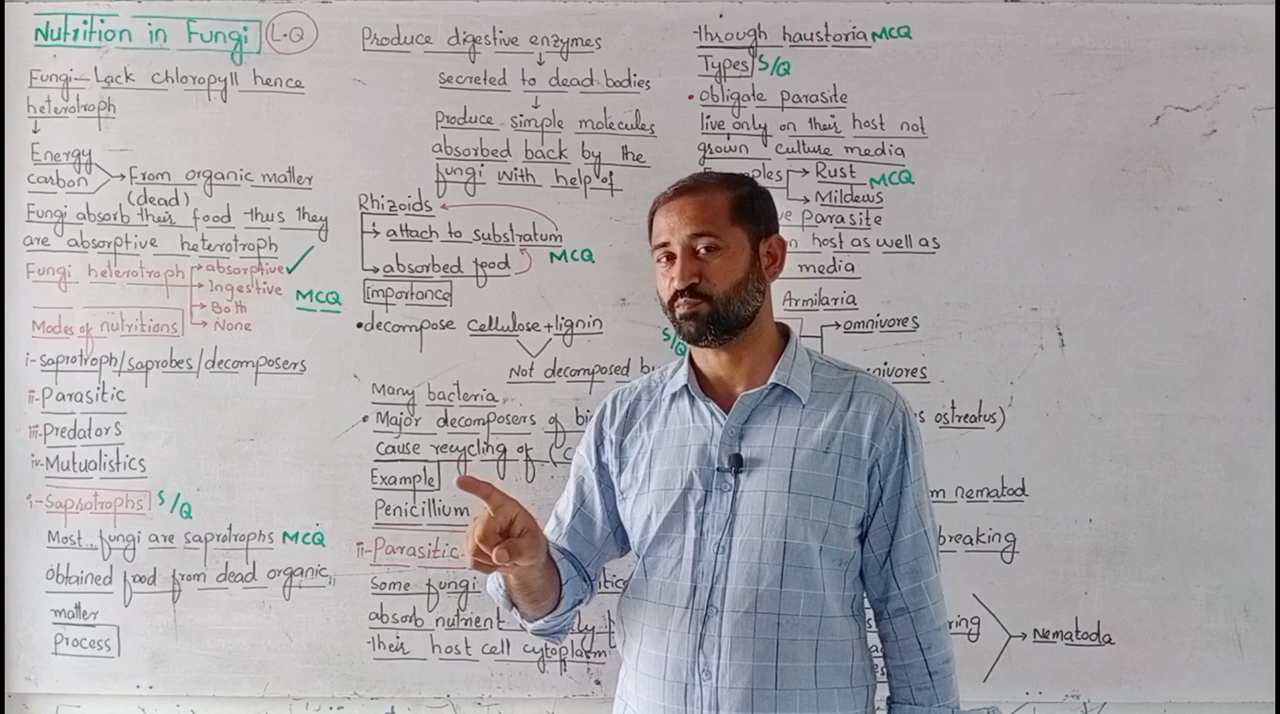 Nutrition in Fungi L.Q
Fungi - Lack chloropyll hence
heterotroph
↓
Energy
carbon → From organic matter
(dead)
Fungi absorb their food thus they
are absorptive heterotroph
Fungi heterotroph → absorptive ✓
→ Ingestive MCQ
→ Both
→ None
Modes of nutritions
i-saprotroph/saprobes/decomposers
ii-Parasitic
iii-Predators
iv-Mutualistics
i-Saprotrophs S/Q
Most fungi are saprotrophs MCQ
obtained food from dead organic
matter
Process
Produce digestive enzymes
↓
secreted to dead bodies
↓
produce simple molecules
absorbed back by the
fungi with help of
Rhizoids
→ attach to substratum
→ absorbed food MCQ
Importance
•decompose cellulose+lignin
Not decomposed
Many bacteria
• Major decomposers of
cause recycling of (
Example
Penicillium
ii-Parasitic
Some fungi
absorb nutrient
their host cell cytoplasm
through haustoria MCQ
Types S/Q
• obligate parasite
live only on their host not
grown culture media
→ Rust MCQ
→ Mildews
Parasite
host as well as
media
Armilaria
S/Q
→ omnivores
ostreatus)
nematod
breaking
→ Nematoda